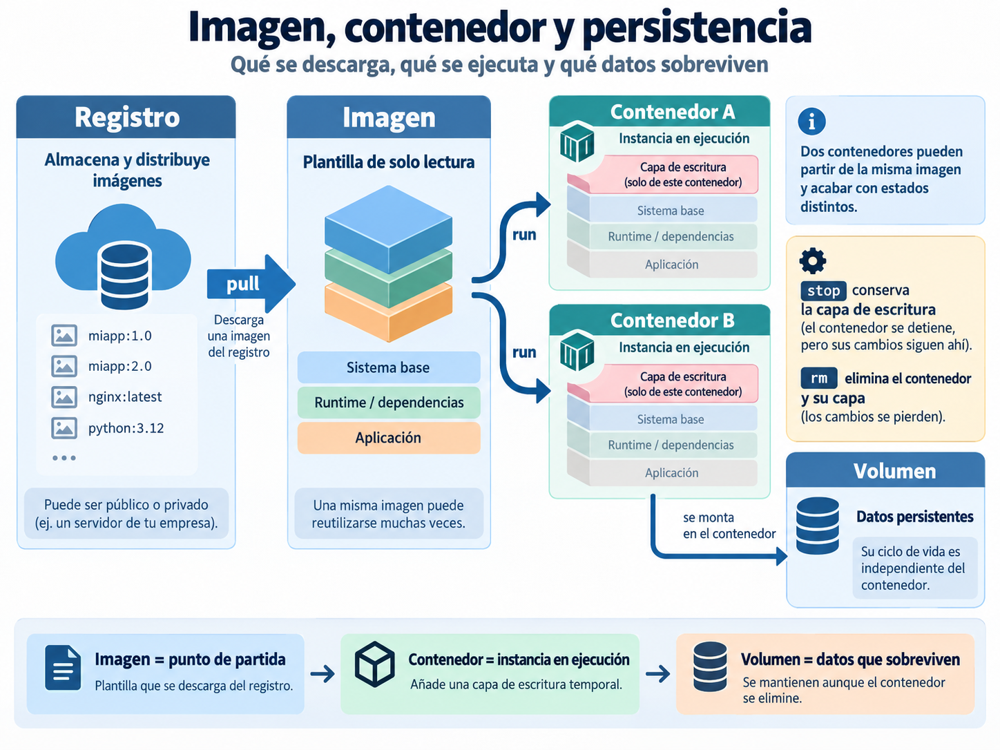 Imagen, contenedor y persistencia
Qué se descarga, qué se ejecuta y qué datos sobreviven
Registro
Almacena y distribuye
imágenes
miapp:1.0
miapp:2.0
nginx:latest
python:3.12
...
Puede ser público o privado
(ej. un servidor de tu empresa).
pull
Descarga
una imagen
del registro
Imagen
Plantilla de solo lectura
Sistema base
Runtime / dependencias
Aplicación
Una misma imagen puede
reutilizarse muchas veces.
run
run
Contenedor A
Instancia en ejecución
Capa de escritura
(solo de este contenedor)
Sistema base
Runtime / dependencias
Aplicación
Contenedor B
Instancia en ejecución
Capa de escritura
(solo de este contenedor)
Sistema base
Runtime / dependencias
Aplicación
se monta
en el contenedor
i
Dos contenedores pueden
partir de la misma imagen
y acabar con estados
distintos.
stop conserva
la capa de escritura
(el contenedor se detiene,
pero sus cambios siguen ahí).
rm elimina el contenedor
y su capa
(los cambios se pierden).
Volumen
Datos persistentes
Su ciclo de vida es
independiente del
contenedor.
Imagen = punto de partida
Plantilla que se descarga del registro.
Contenedor = instancia en ejecución
Añade una capa de escritura temporal.
Volumen = datos que sobreviven
Se mantienen aunque el contenedor
se elimine.